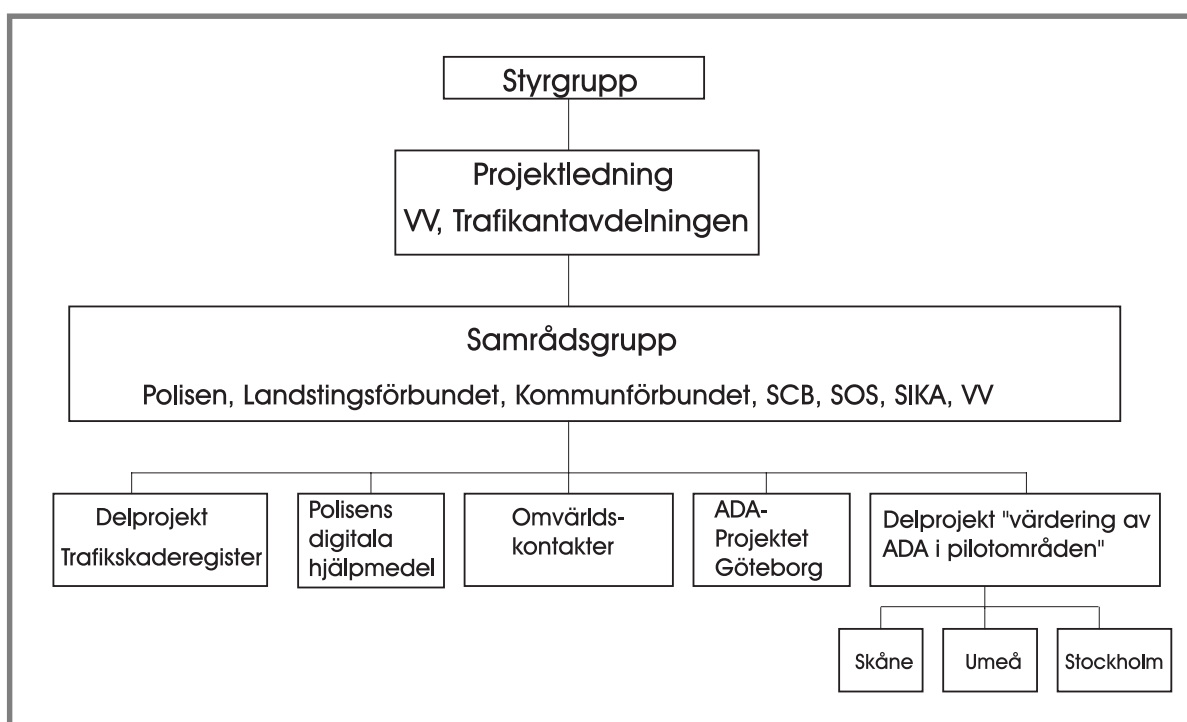 Styrgrupp
Projektledning
VV, Trafikantavdelningen
Samrådsgrupp
Polisen, Landstingsförbundet, Kommunförbundet, SCB, SOS, SIKA, VV
Delprojekt
Trafikskaderegister
Polisens
digitala
hjälpmedel
Omvärlds-
kontakter
ADA-
Projektet
Göteborg
Delprojekt "värdering av
ADA i pilotområden"
Skåne
Umeå
Stockholm